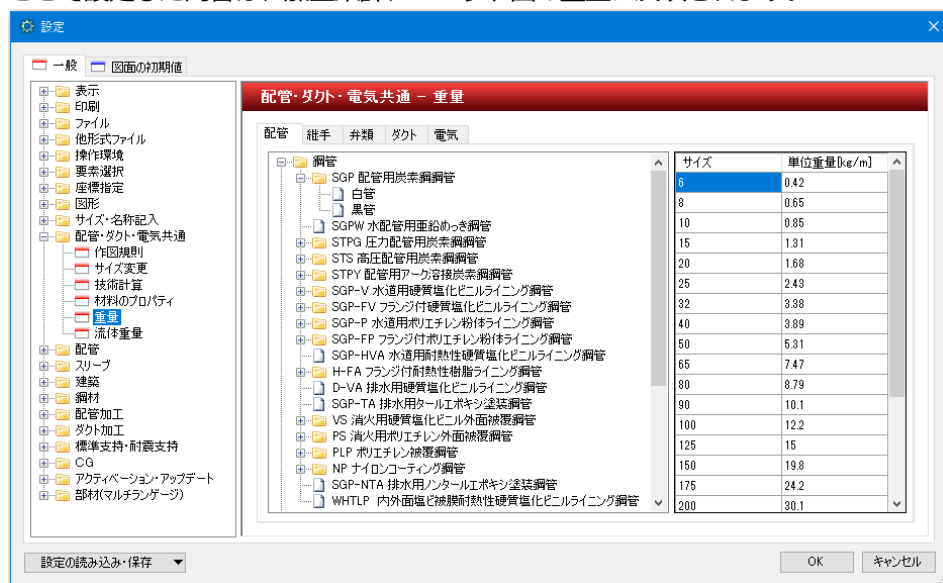 設定
一般
図面の初期値
表示
印刷
ファイル
他形式ファイル
操作環境
要素選択
座標指定
図形
サイズ・名称記入
配管・ダクト・電気共通
作図規則
サイズ変更
技術計算
材料のプロパティ
重量
流体重量
配管
スリーブ
建築
鋼材
配管加工
ダクト加工
標準支持・耐震支持
CG
アクティベーション・アップデート
部材(マルチランゲージ)
配管・ダクト・電気共通 - 重量
配管 継手 弁類 ダクト 電気
鋼管
SGP 配管用炭素鋼鋼管
白管
黒管
SGPW 水配管用亜鉛めっき鋼管
STPG 圧力配管用炭素鋼鋼管
STS 高圧配管用炭素鋼鋼管
STPY 配管用アーク溶接炭素鋼鋼管
SGP-V 水道用硬質塩化ビニルライニング鋼管
SGP-FV フランジ付硬質塩化ビニルライニング鋼管
SGP-P 水道用ポリエチレン粉体ライニング鋼管
SGP-FP フランジ付ポリエチレン粉体ライニング鋼管
SGP-HVA 水道用耐熱性硬質塩化ビニルライニング鋼管
H-FA フランジ付耐熱性樹脂ライニング鋼管
D-VA 排水用硬質塩化ビニルライニング鋼管
SGP-TA 排水用タールエポキシ塗装鋼管
VS 消火用硬質塩化ビニル外面被覆鋼管
PS 消火用ポリエチレン外面被覆鋼管
PLP ポリエチレン被覆鋼管
NP ナイロンコーティング鋼管
SGP-NTA 排水用ノンタールエポキシ塗装鋼管
WHTLP 内外面塩ビ被膜耐熱性硬質塩化ビニルライニング鋼管
サイズ 単位重量[kg/m]
6 0.42
8 0.65
10 0.85
15 1.31
20 1.68
25 2.43
32 3.38
40 3.89
50 5.31
65 7.47
80 8.79
90 10.1
100 12.2
125 15
150 19.8
175 24.2
200 30.1
設定の読み込み・保存
OK
キャンセル